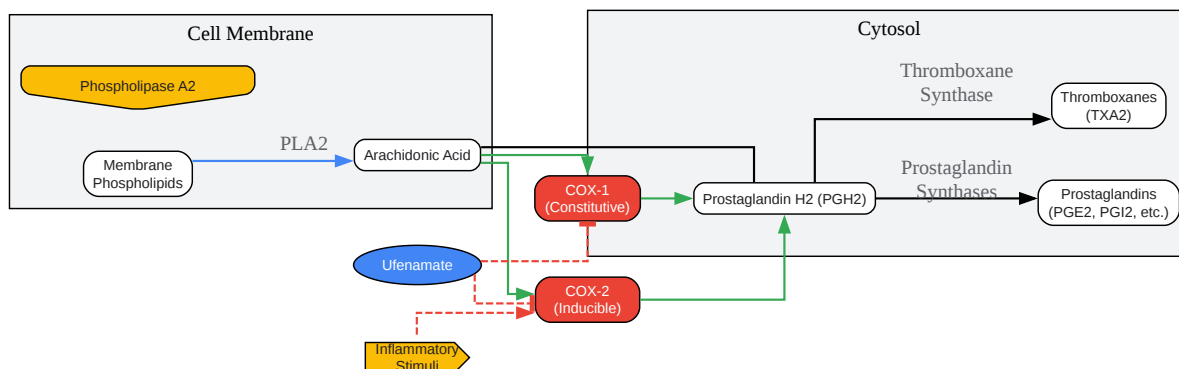 Cell Membrane
Phospholipase A2
PLA2
Membrane
Phospholipids
Arachidonic Acid
Cytosol
Thromboxane
Synthase
Thromboxanes
(TXA2)
COX-1
(Constitutive)
Prostaglandin H2 (PGH2)
Prostaglandin
Synthases
Prostaglandins
(PGE2, PGI2, etc.)
Ufenamate
COX-2
(Inducible)
Inflammatory
Stimuli